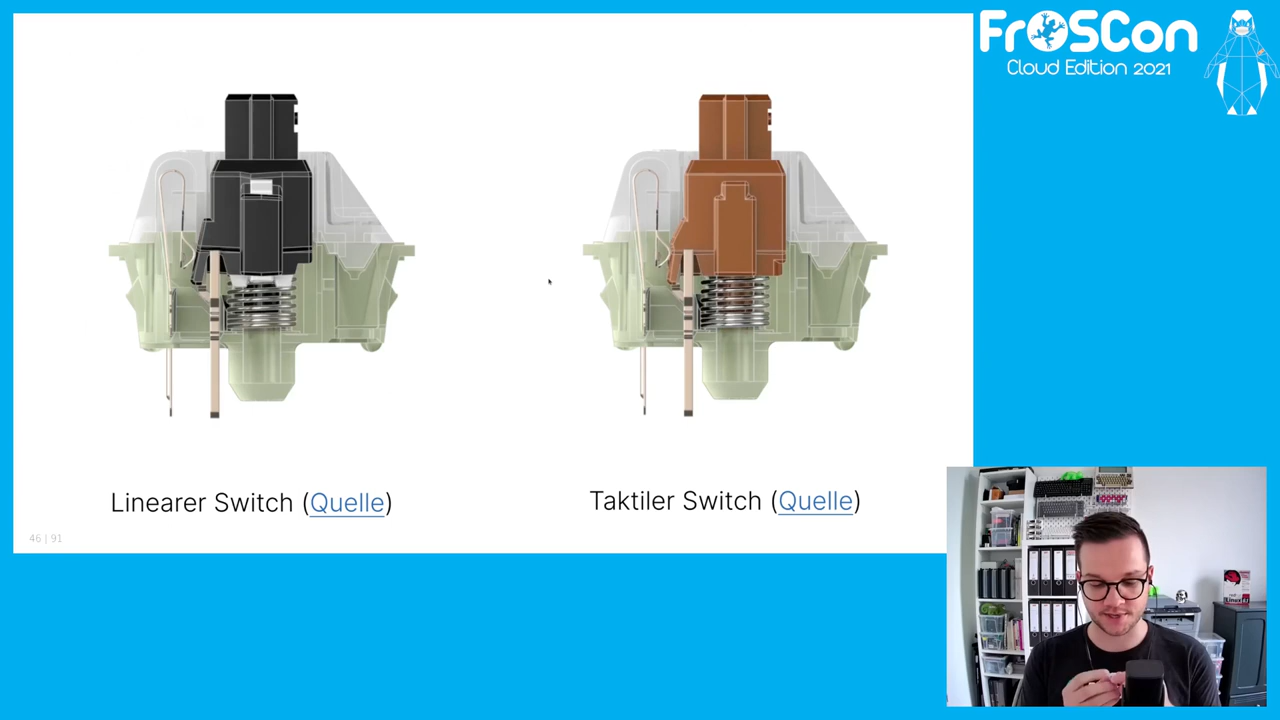 FrOSCon
Cloud Edition 2021
Linearer Switch (Quelle)
Taktiler Switch (Quelle)
46 | 91